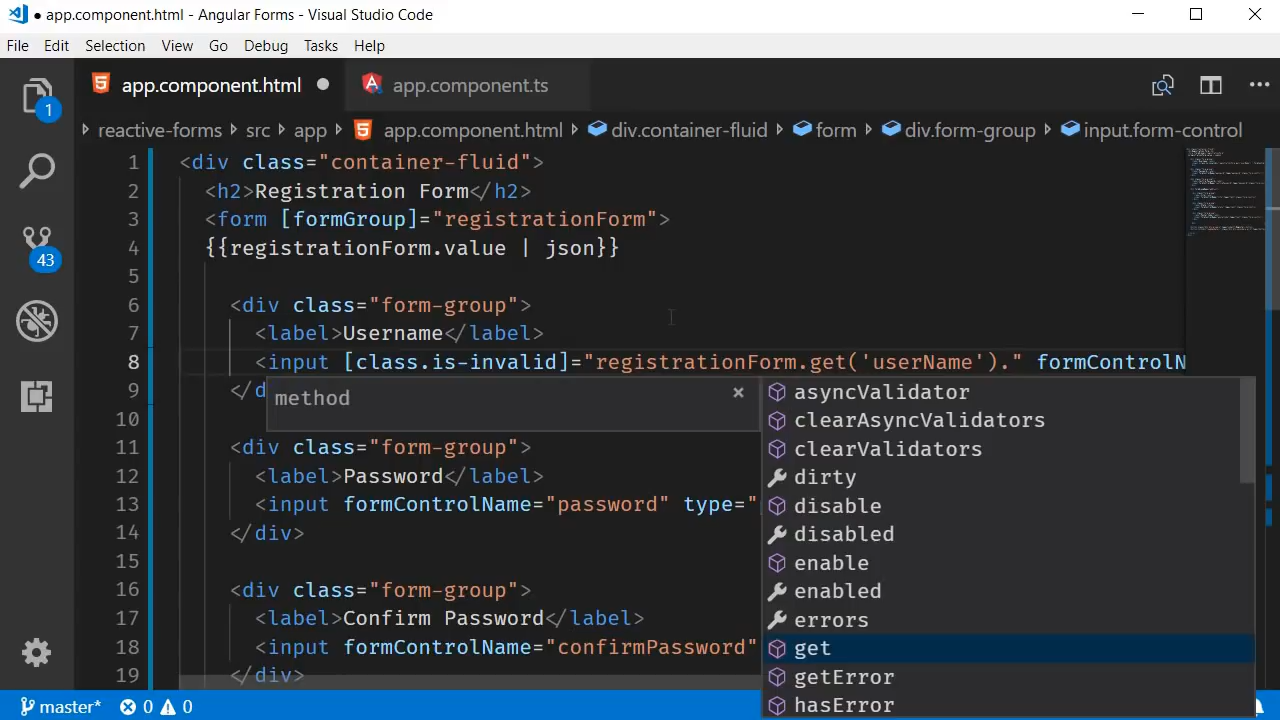 ● app.component.html - Angular Forms - Visual Studio Code
File Edit Selection View Go Debug Tasks Help
1
app.component.html
app.component.ts
reactive-forms src app app.component.html div.container-fluid form div.form-group input.form-control
1 <div class="container-fluid">
2 <h2>Registration Form</h2>
3 <form [formGroup]="registrationForm">
4 {{registrationForm.value | json}}
5
6 <div class="form-group">
7 <label>Username</label>
8 <input [class.is-invalid]="registrationForm.get('userName')." formControlN
9 </d
10
11 <div class="form-group">
12 <label>Password</label>
13 <input formControlName="password" type="
14 </div>
15
16 <div class="form-group">
17 <label>Confirm Password</label>
18 <input formControlName="confirmPassword"
19 </div>
43
method ×
asyncValidator
clearAsyncValidators
clearValidators
dirty
disable
disabled
enable
enabled
errors
get
getError
hasError
master* 0 0